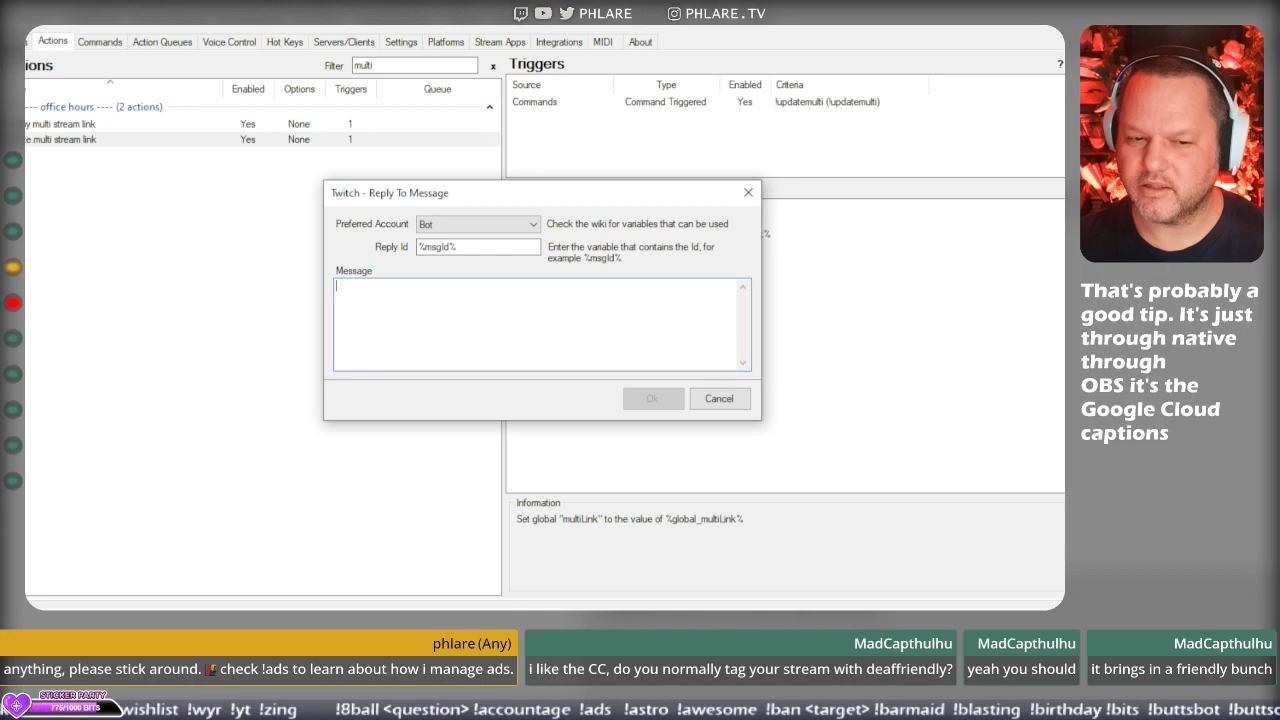 PHLARE PHLARE.TV
Actions Commands Action Queues Voice Control Hot Keys Servers/Clients Settings Platforms Stream Apps Integrations MIDI About
ions Filter multi x Triggers ?
Enabled Options Triggers Queue Source Type Enabled Criteria
---- office hours ---- (2 actions) Commands Command Triggered Yes !updatemulti (!updatemulti)
y multi stream link Yes None 1
te multi stream link Yes None 1
Twitch - Reply To Message
Preferred Account Bot Check the wiki for variables that can be used
Reply Id %msgId% Enter the variable that contains the Id, for
example %msgId%
%
Message
Ok Cancel
Information
Set global "multiLink" to the value of %global_multiLink%
That's probably a
good tip. It's just
through native
through
OBS it's the
Google Cloud
captions
phlare (Any) MadCapthulhu MadCapthulhu MadCapthulhu
anything, please stick around. check !ads to learn about how i manage ads. i like the CC, do you normally tag your stream with deaffriendly? yeah you should it brings in a friendly bunch
STICKER PARTY
775/1000 BITS
wishlist !wyr !yt !zing !8ball <question> !accountage !ads !astro !awesome !ban <target> !barmaid !blasting !birthday !bits !buttsbot !butts